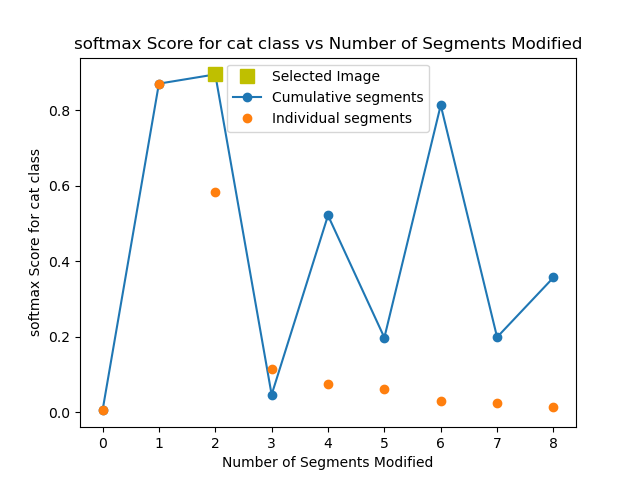 softmax Score for cat class vs Number of Segments Modified
Selected Image
Cumulative segments
Individual segments
softmax Score for cat class
0.8
0.6
0.4
0.2
0.0
0 1 2 3 4 5 6 7 8
Number of Segments Modified